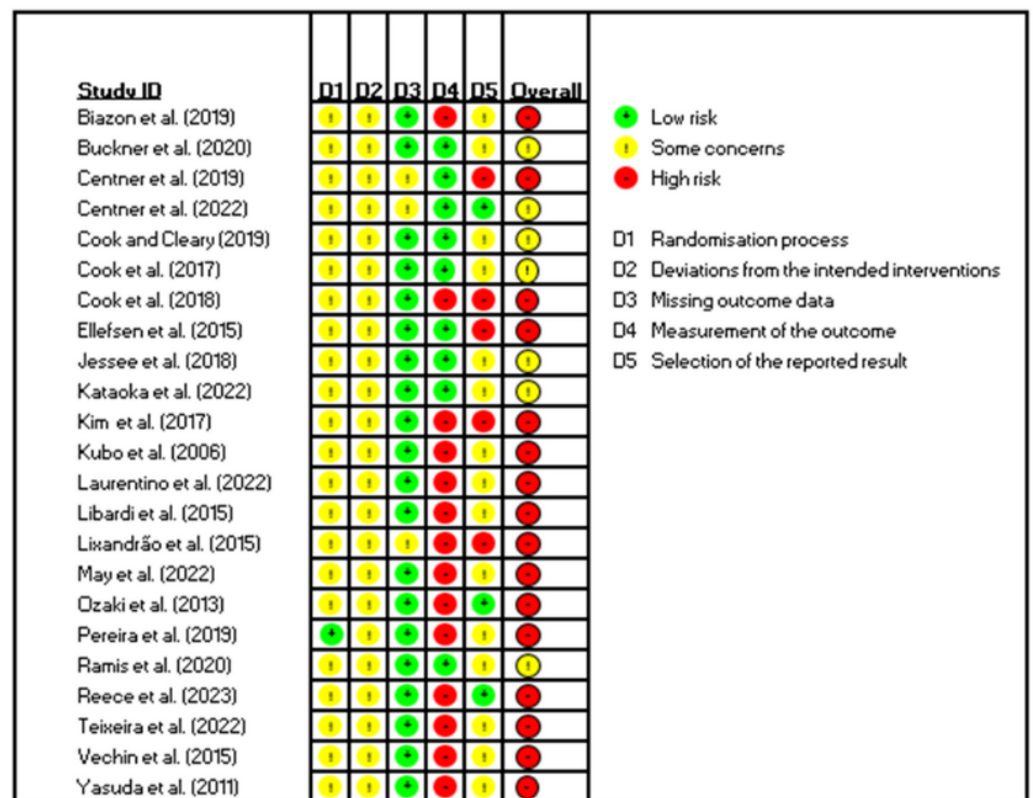 Study ID D1 D2 D3 D4 D5 Overall
Biazon et al. (2019) ! ! + - ! -
Buckner et al. (2020) ! ! + + ! !
Centner et al. (2019) ! ! ! + - -
Centner et al. (2022) ! ! ! + + !
Cook and Cleary (2019) ! ! + + ! !
Cook et al. (2017) ! ! + + ! !
Cook et al. (2018) ! ! + - - -
Ellefsen et al. (2015) ! ! + + - -
Jessee et al. (2018) ! ! + + ! !
Kataoka et al. (2022) ! ! + + ! !
Kim et al. (2017) ! ! + - - -
Kubo et al. (2006) ! ! + - ! -
Laurentino et al. (2022) ! ! + - ! -
Libardi et al. (2015) ! ! + - ! -
Lixandrão et al. (2015) ! ! ! - - -
May et al. (2022) ! ! + - ! -
Ozaki et al. (2013) ! ! + - + -
Pereira et al. (2019) + ! + - ! -
Ramis et al. (2020) ! ! + + ! !
Reece et al. (2023) ! ! + - + -
Teixeira et al. (2022) ! ! + - ! -
Vechin et al. (2015) ! ! + - ! -
Yasuda et al. (2011) ! ! + - ! -
+ Low risk
! Some concerns
- High risk
D1 Randomisation process
D2 Deviations from the intended interventions
D3 Missing outcome data
D4 Measurement of the outcome
D5 Selection of the reported result